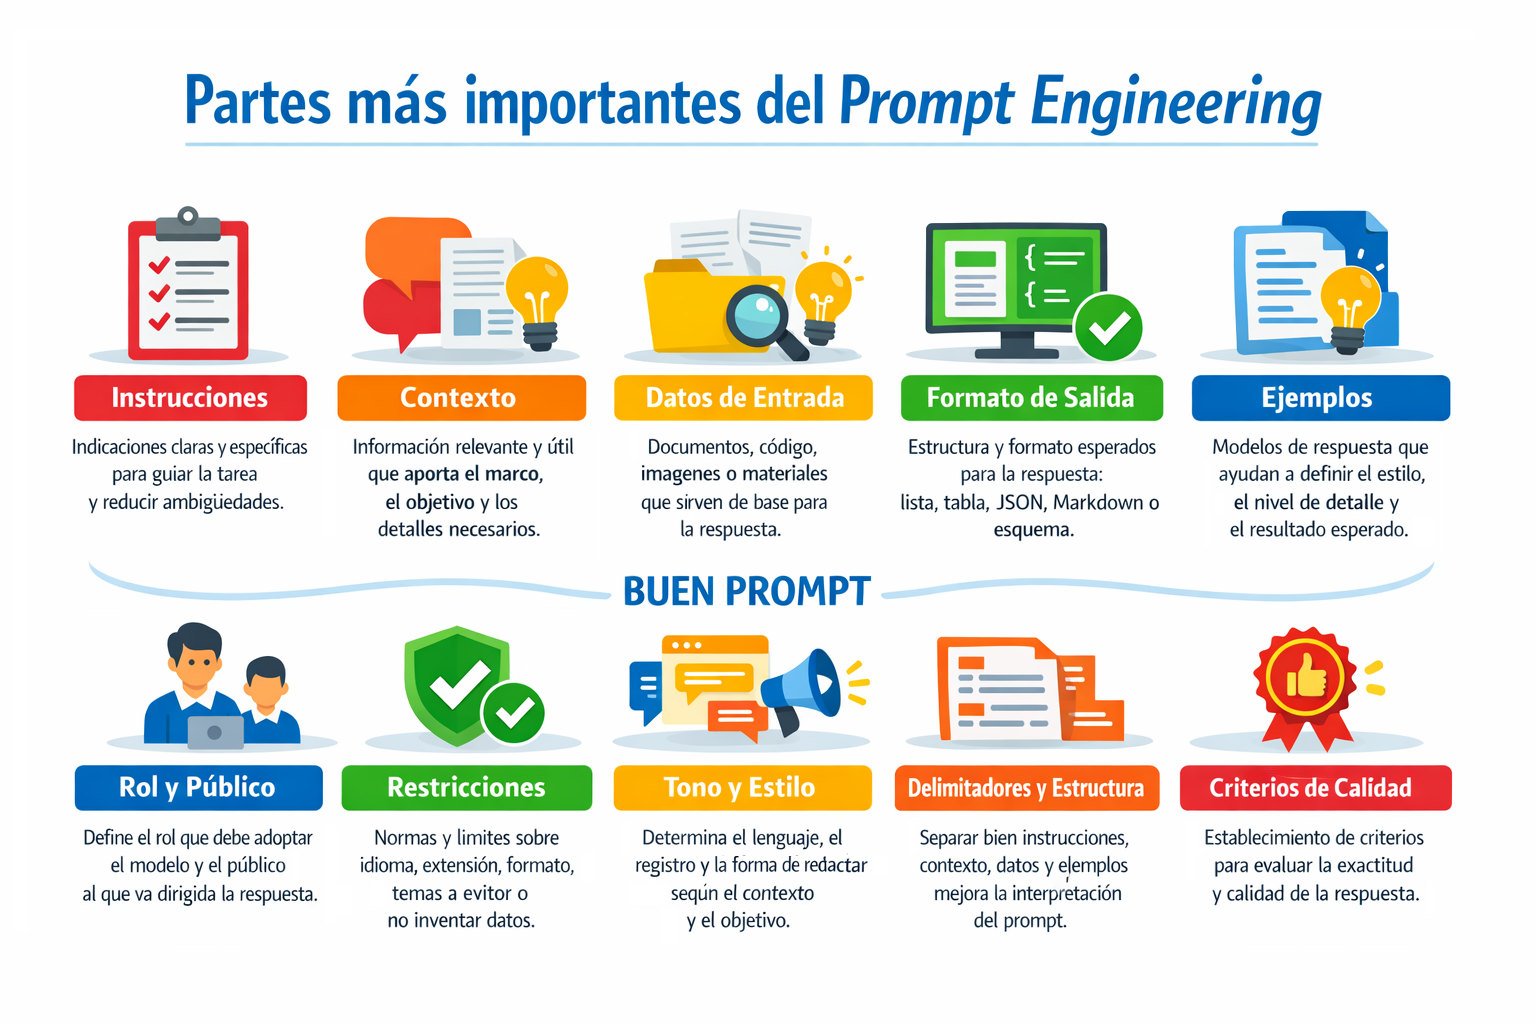 Partes más importantes del Prompt Engineering
Instrucciones
Indicaciones claras y específicas
para guiar la tarea
y reducir ambigüedades.
Contexto
Información relevante y útil
que aporta el marco,
el objetivo y los
detalles necesarios.
Datos de Entrada
Documentos, código,
imagenes o materiales
que sirven de base para
la respuesta.
Formato de Salida
Estructura y formato esperados
para la respuesta:
lista, tabla, JSON, Markdown o
esquema.
Ejemplos
Modelos de respuesta que
ayudan a definir el estilo,
el nivel de detalle y
el resultado esperado.
BUEN PROMPT
Rol y Público
Define el rol que debe adoptar
el modelo y el público
al que va dirigida la respuesta.
Restricciones
Normas y limites sobre
idioma, extensión, formato,
temas a evitor o
no inventar datos.
Tono y Estilo
Determina el lenguaje, el
registro y la forma de redactar
según el contexto
y el objetivo.
Delimitadores y Estructura
Separar bien instrucciones,
contexto, datos y ejemplos
mejora la interpretación
del prompt.
Criterios de Calidad
Establecimiento de criterios
para evaluar la exactitud
y calidad de la respuesta.